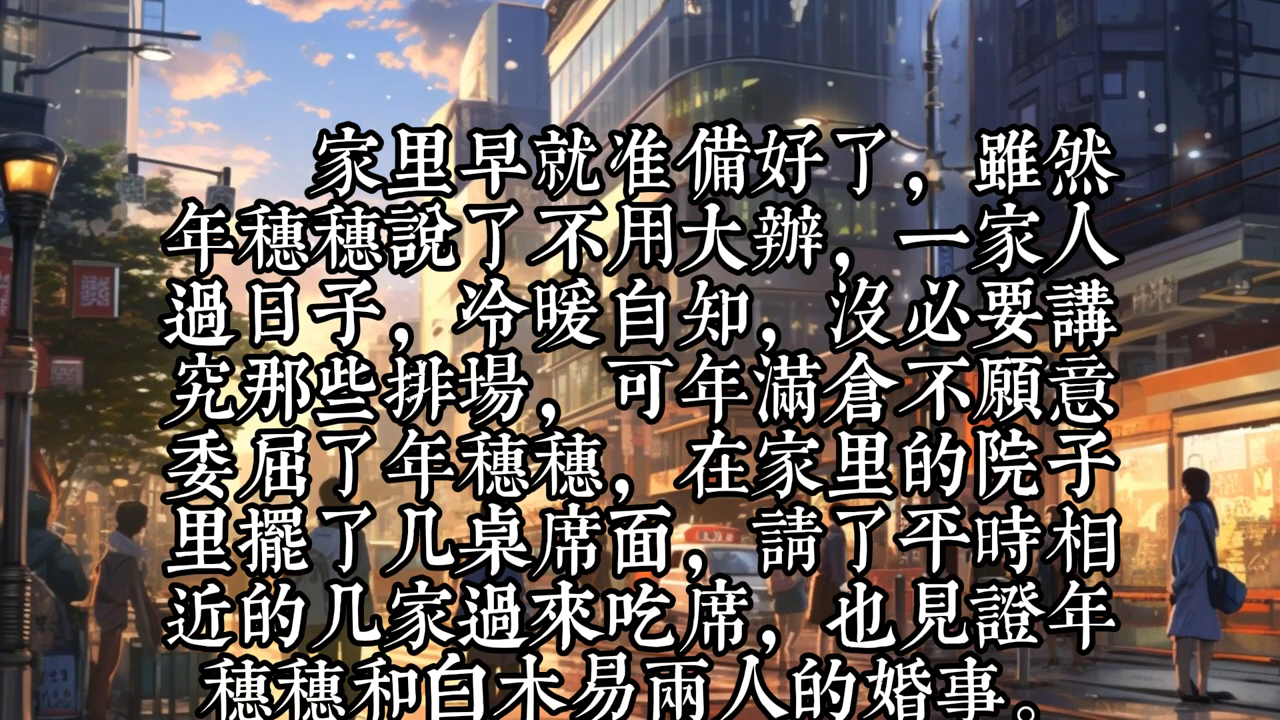 家里早就准備好了，雖然
年穗穗說了不用大辦，一家人
過日子，冷暖自知，沒必要講
究那些排場，可年滿倉不願意
委屈了年穗穗，在家里的院子
里擺了几桌席面，請了平時相
近的几家過來吃席，也見證年
穗穗和白木易兩人的婚事。